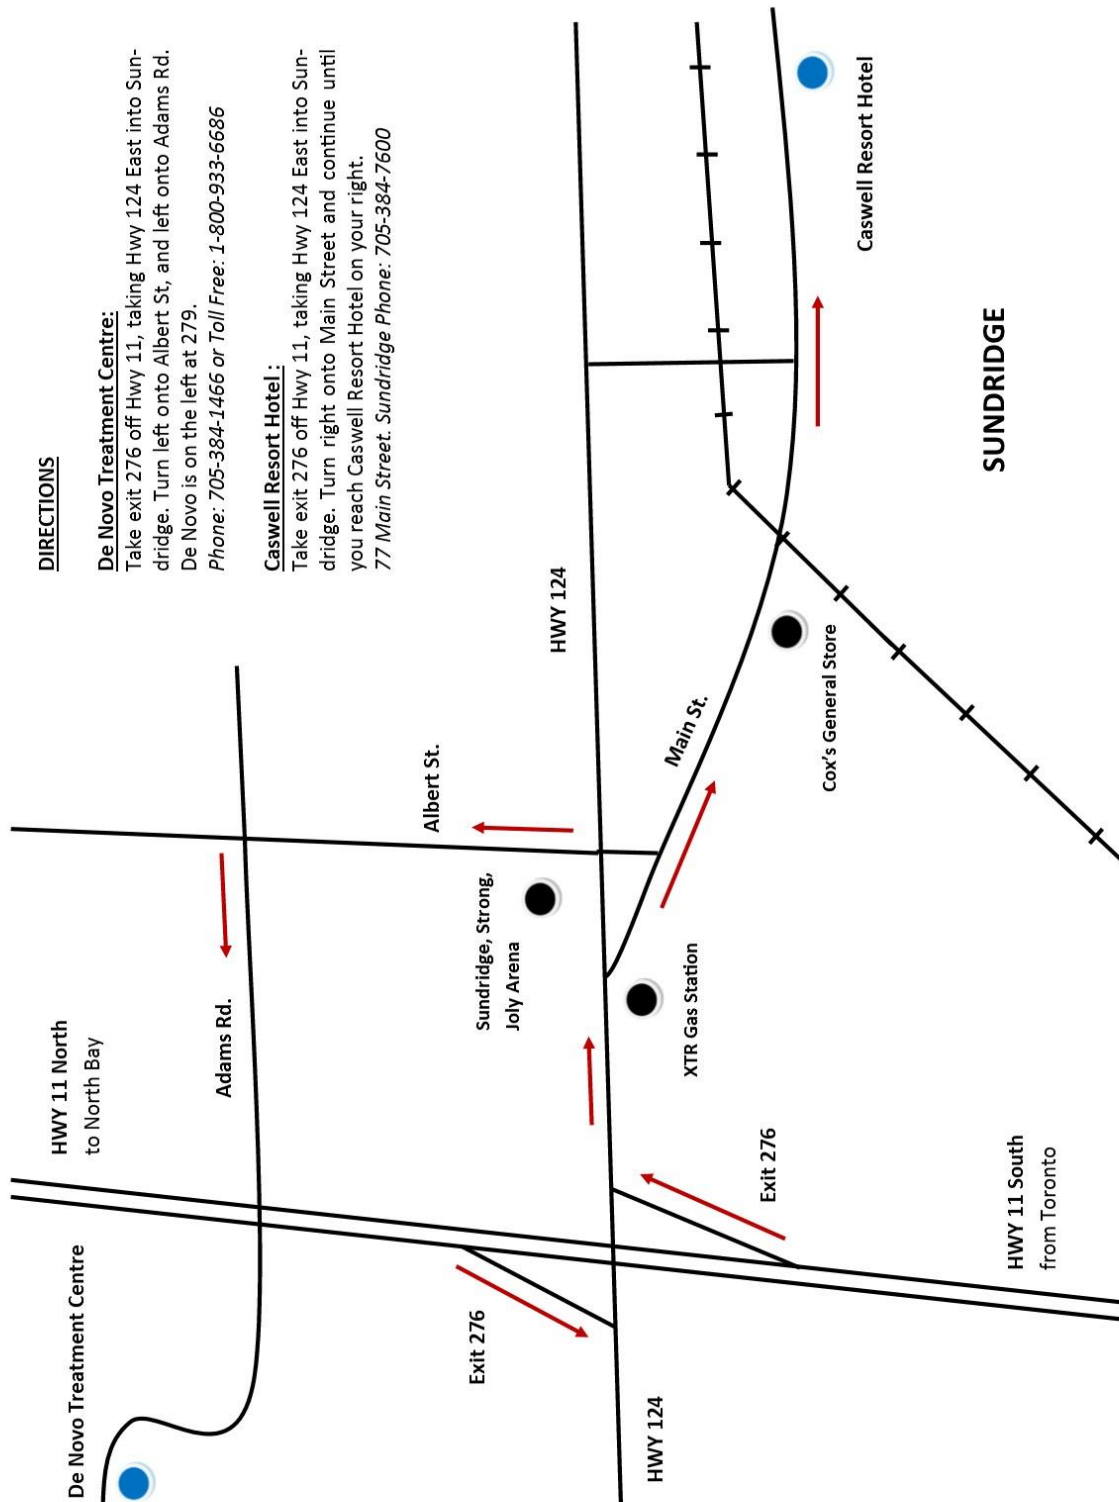 DIRECTIONS
De Novo Treatment Centre:
Take exit 276 off Hwy 11, taking Hwy 124 East into Sun-
dridge. Turn left onto Albert St, and left onto Adams Rd.
De Novo is on the left at 279.
Phone: 705-384-1466 or Toll Free: 1-800-933-6686
Caswell Resort Hotel :
Take exit 276 off Hwy 11, taking Hwy 124 East into Sun-
dridge. Turn right onto Main Street and continue until
you reach Caswell Resort Hotel on your right.
77 Main Street. Sundridge Phone: 705-384-7600
De Novo Treatment Centre
HWY 11 North
to North Bay
Adams Rd.
Albert St.
Exit 276
Sundridge, Strong,
Joly Arena
HWY 124
HWY 124
XTR Gas Station
Main St.
Exit 276
Cox's General Store
Caswell Resort Hotel
HWY 11 South
from Toronto
SUNDRIDGE